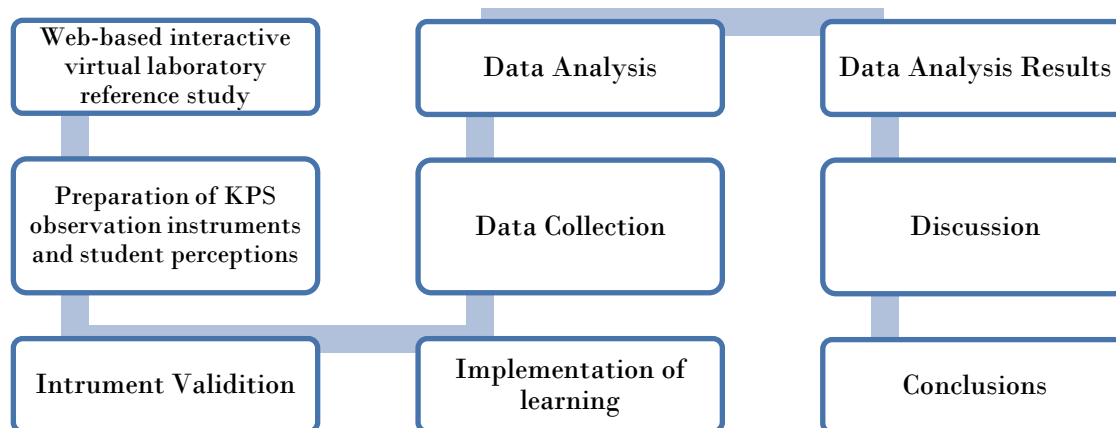 Web-based interactive
virtual laboratory
reference study
Preparation of KPS
observation instruments
and student perceptions
Intrument Validition
Implementation of
learning
Data Collection
Data Analysis
Data Analysis Results
Discussion
Conclusions